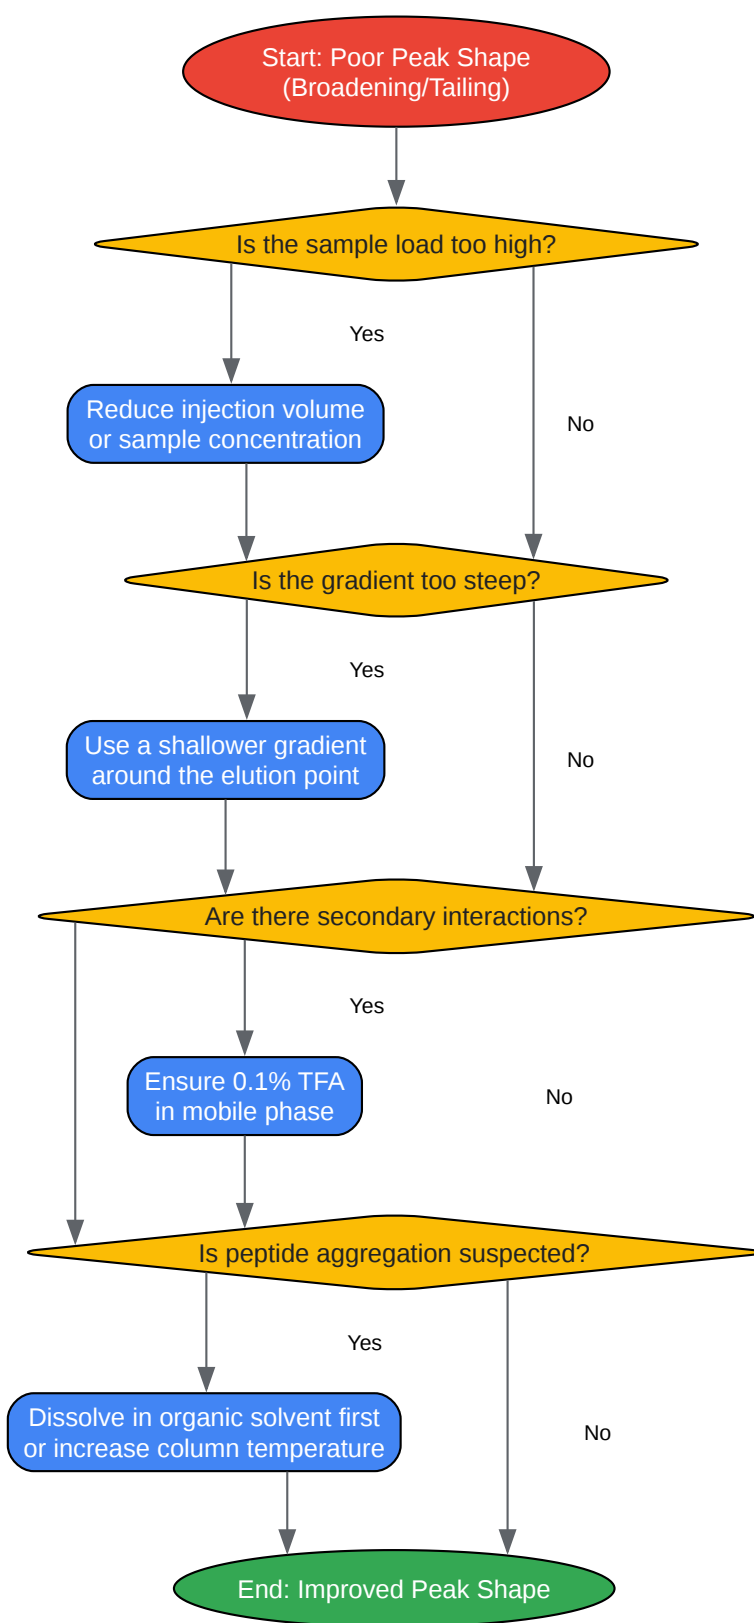 Start: Poor Peak Shape
(Broadening/Tailing)
Is the sample load too high?
Yes
Reduce injection volume
or sample concentration
No
Is the gradient too steep?
Yes
Use a shallower gradient
around the elution point
No
Are there secondary interactions?
Yes
Ensure 0.1% TFA
in mobile phase
No
Is peptide aggregation suspected?
Yes
Dissolve in organic solvent first
or increase column temperature
No
End: Improved Peak Shape